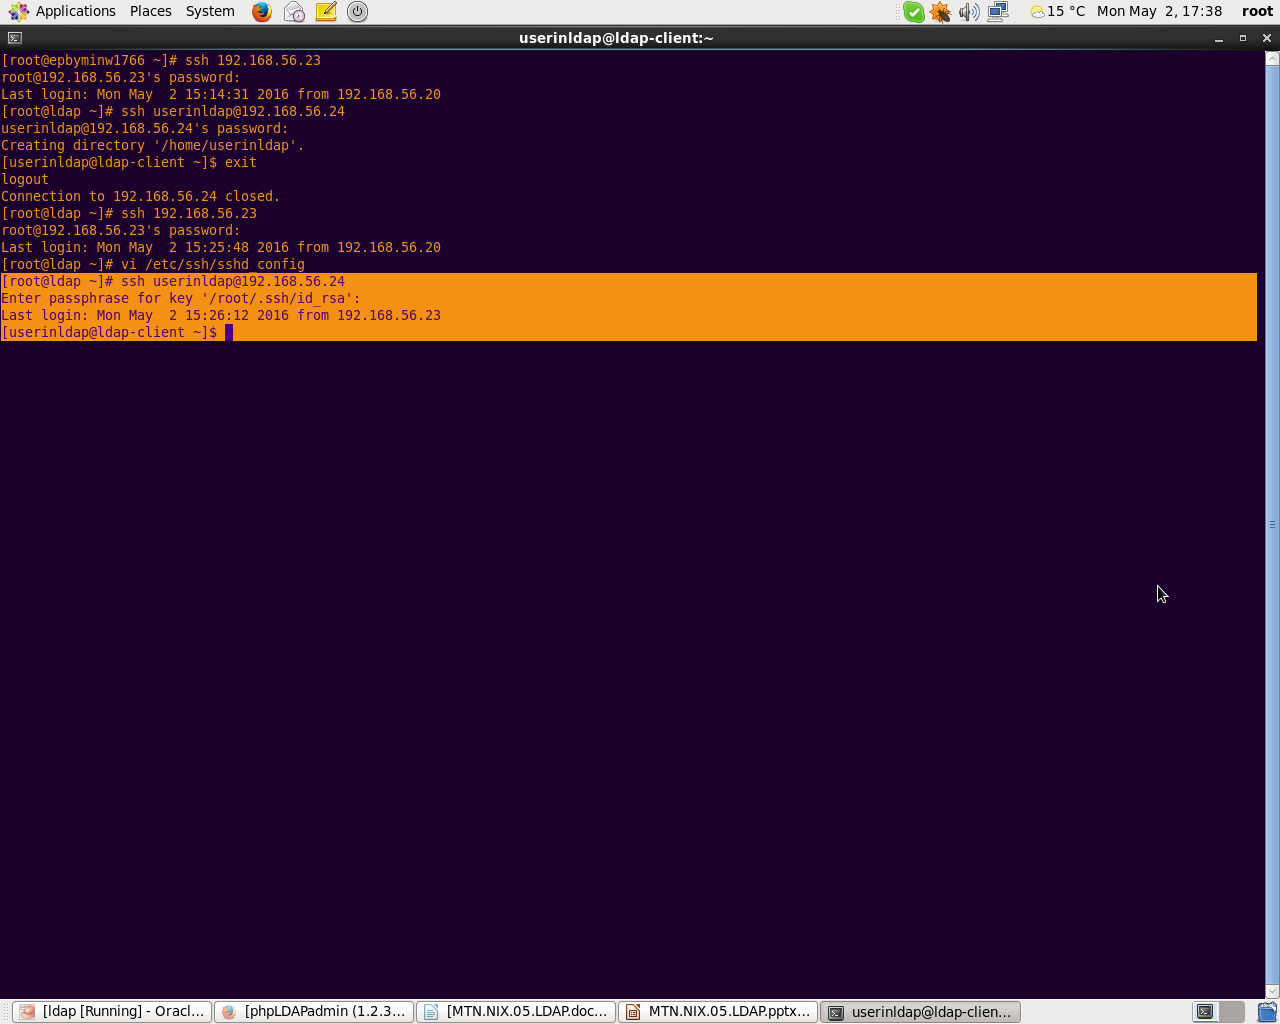 Applications Places System 15 °C Mon May 2, 17:38 root
userinldap@ldap-client:~
[root@epbyminw1766 ~]# ssh 192.168.56.23
root@192.168.56.23's password:
Last login: Mon May  2 15:14:31 2016 from 192.168.56.20
[root@ldap ~]# ssh userinldap@192.168.56.24
userinldap@192.168.56.24's password:
Creating directory '/home/userinldap'.
[userinldap@ldap-client ~]$ exit
logout
Connection to 192.168.56.24 closed.
[root@ldap ~]# ssh 192.168.56.23
root@192.168.56.23's password:
Last login: Mon May  2 15:25:48 2016 from 192.168.56.20
[root@ldap ~]# vi /etc/ssh/sshd_config
[root@ldap ~]# ssh userinldap@192.168.56.24
Enter passphrase for key '/root/.ssh/id_rsa':
Last login: Mon May  2 15:26:12 2016 from 192.168.56.23
[userinldap@ldap-client ~]$
[ldap [Running] - Oracl... [phpLDAPadmin (1.2.3... [MTN.NIX.05.LDAP.doc... MTN.NIX.05.LDAP.pptx... userinldap@ldap-clien...